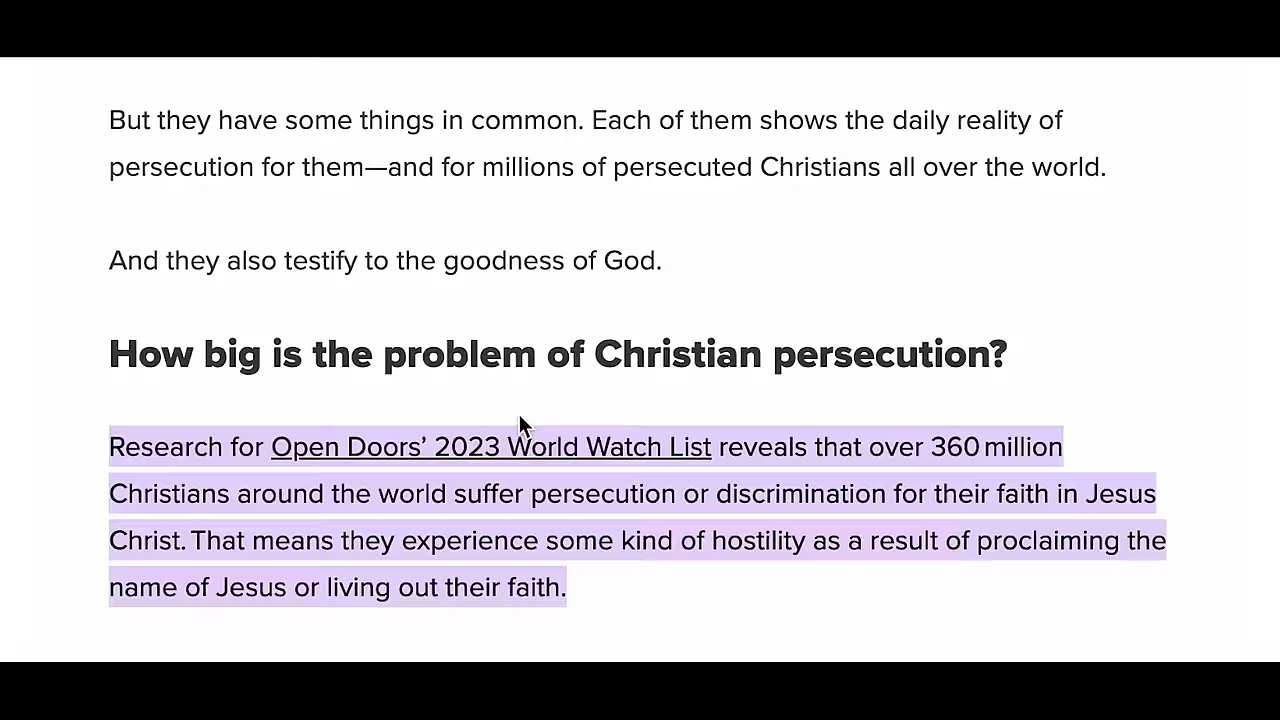 But they have some things in common. Each of them shows the daily reality of
persecution for them—and for millions of persecuted Christians all over the world.
And they also testify to the goodness of God.
How big is the problem of Christian persecution?
Research for Open Doors’ 2023 World Watch List reveals that over 360 million
Christians around the world suffer persecution or discrimination for their faith in Jesus
Christ. That means they experience some kind of hostility as a result of proclaiming the
name of Jesus or living out their faith.